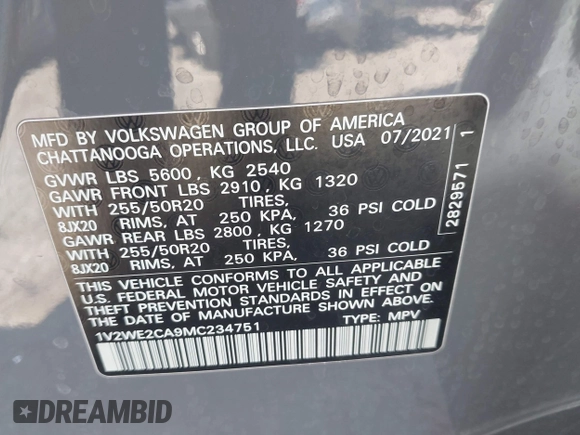 MFD BY VOLKSWAGEN GROUP OF AMERICA
CHATTANOOGA OPERATIONS, LLC. USA 07/2021
GVWR LBS 5600 , KG 2540
GAWR FRONT LBS 2910 , KG 1320
WITH 255/50R20 TIRES,
8JX20 RIMS, AT 250 KPA, 36 PSI COLD
GAWR REAR LBS 2800 , KG 1270
WITH 255/50R20 TIRES,
8JX20 RIMS, AT 250 KPA, 36 PSI COLD
THIS VEHICLE CONFORMS TO ALL APPLICABLE
U.S. FEDERAL MOTOR VEHICLE SAFETY AND
THEFT PREVENTION STANDARDS IN EFFECT ON
THE DATE OF MANUFACTURE SHOWN ABOVE.
1V2WE2CA9MC234751 TYPE: MPV
2829571 1
DREAMBID